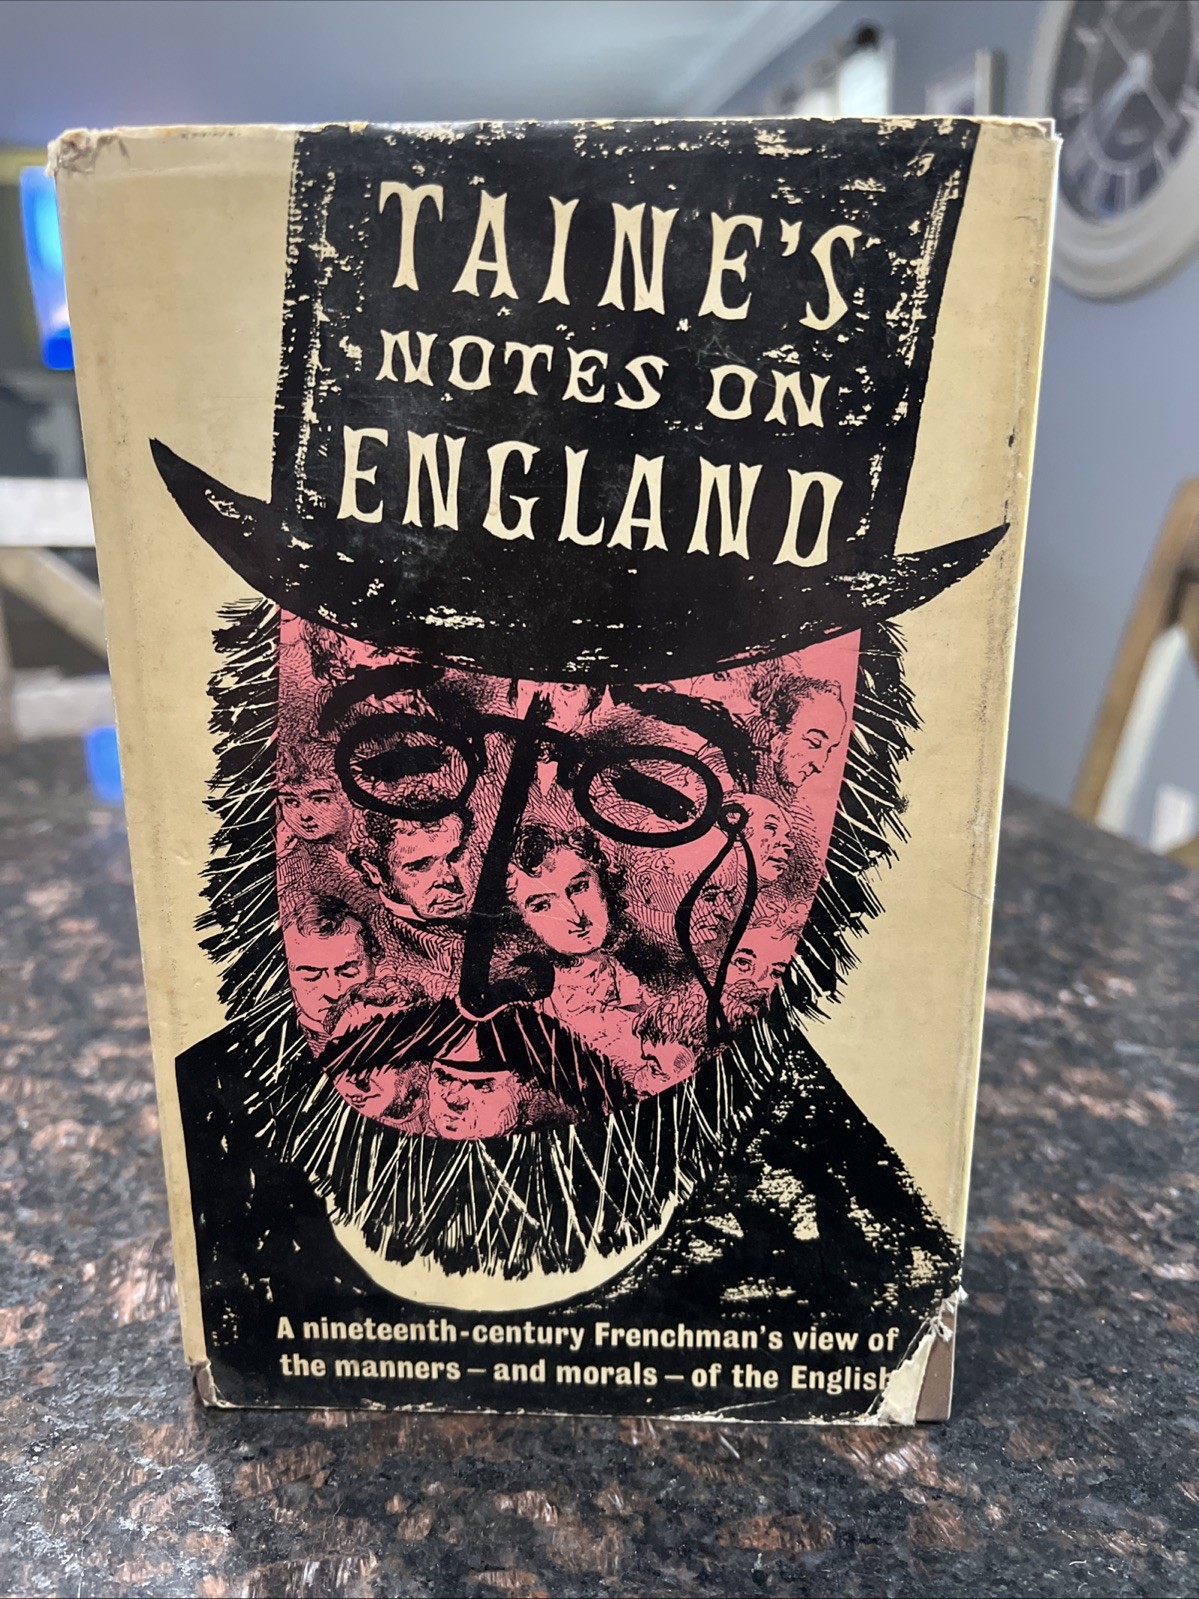 TAINE'S
NOTES ON
ENGLAND
A nineteenth-century Frenchman's view of
the manners – and morals – of the English